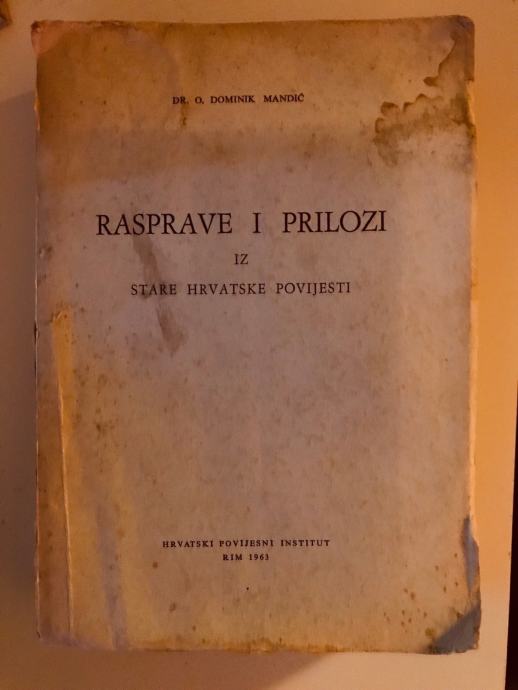 DR. O. DOMINIK MANDIĆ
RASPRAVE I PRILOZI
IZ
STARE HRVATSKE POVIJESTI
HRVATSKI POVIJESNI INSTITUT
RIM 1963